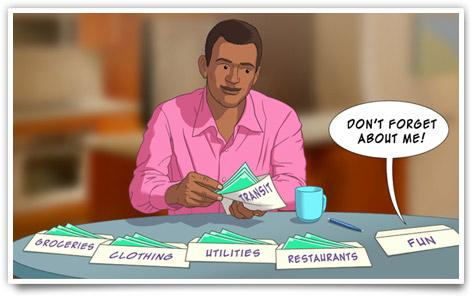 DON'T FORGET
ABOUT ME!
TRANSIT
GROCERIES
CLOTHING
UTILITIES
RESTAURANTS
FUN